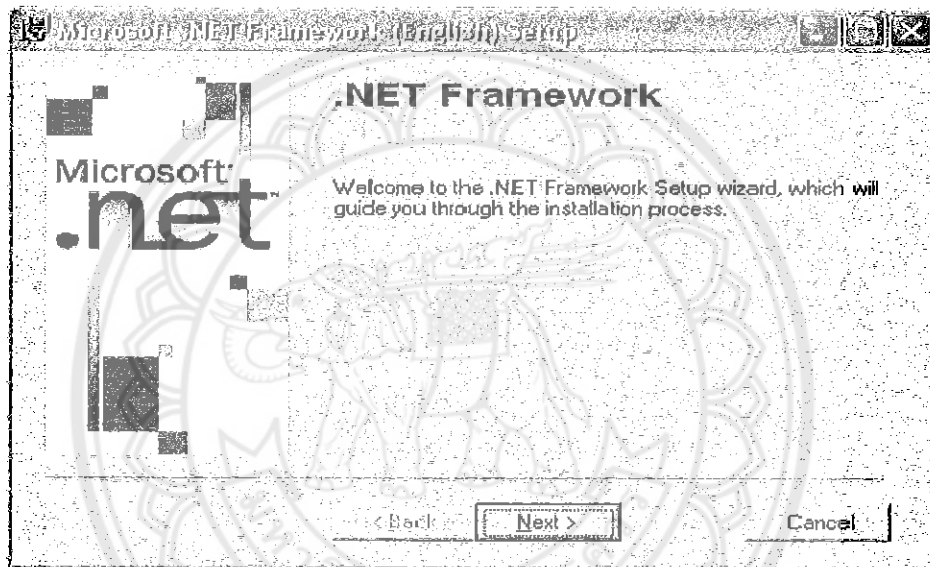 Microsoft .NET Framework (English) Setup
.NET Framework
Microsoft
.net
Welcome to the .NET Framework Setup wizard, which will
guide you through the installation process.
< Back
Next >
Cancel